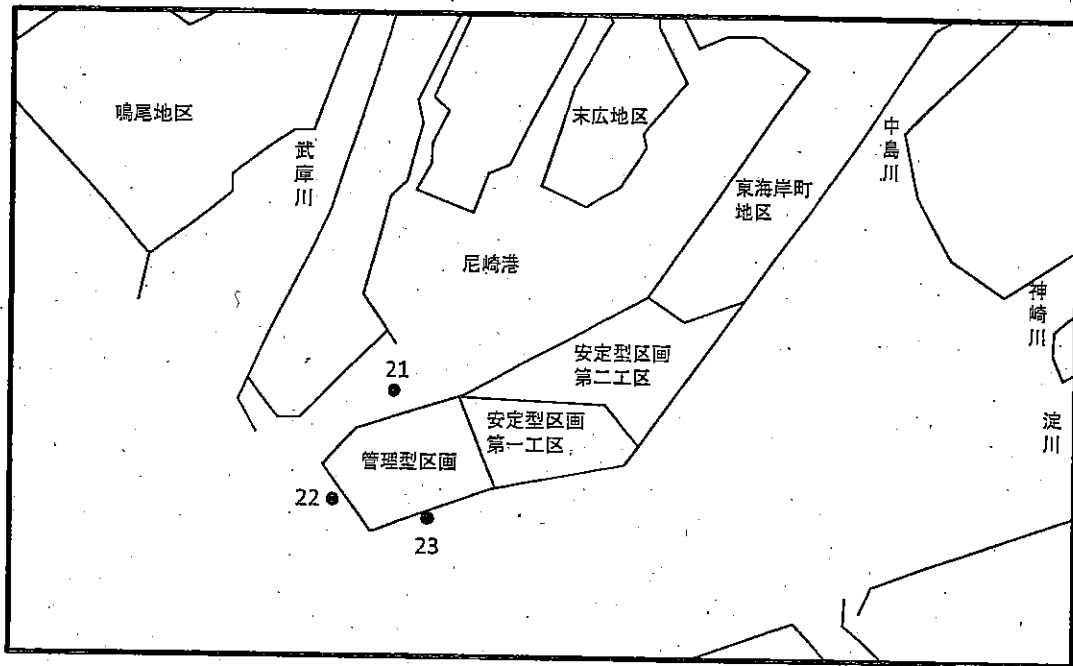 鳴尾地区
武庫川
末広地区
中島川
東海岸町
地区
尼崎港
神崎川
安定型区画
第二工区
21
安定型区画
第一工区
淀川
管理型区画
22
23